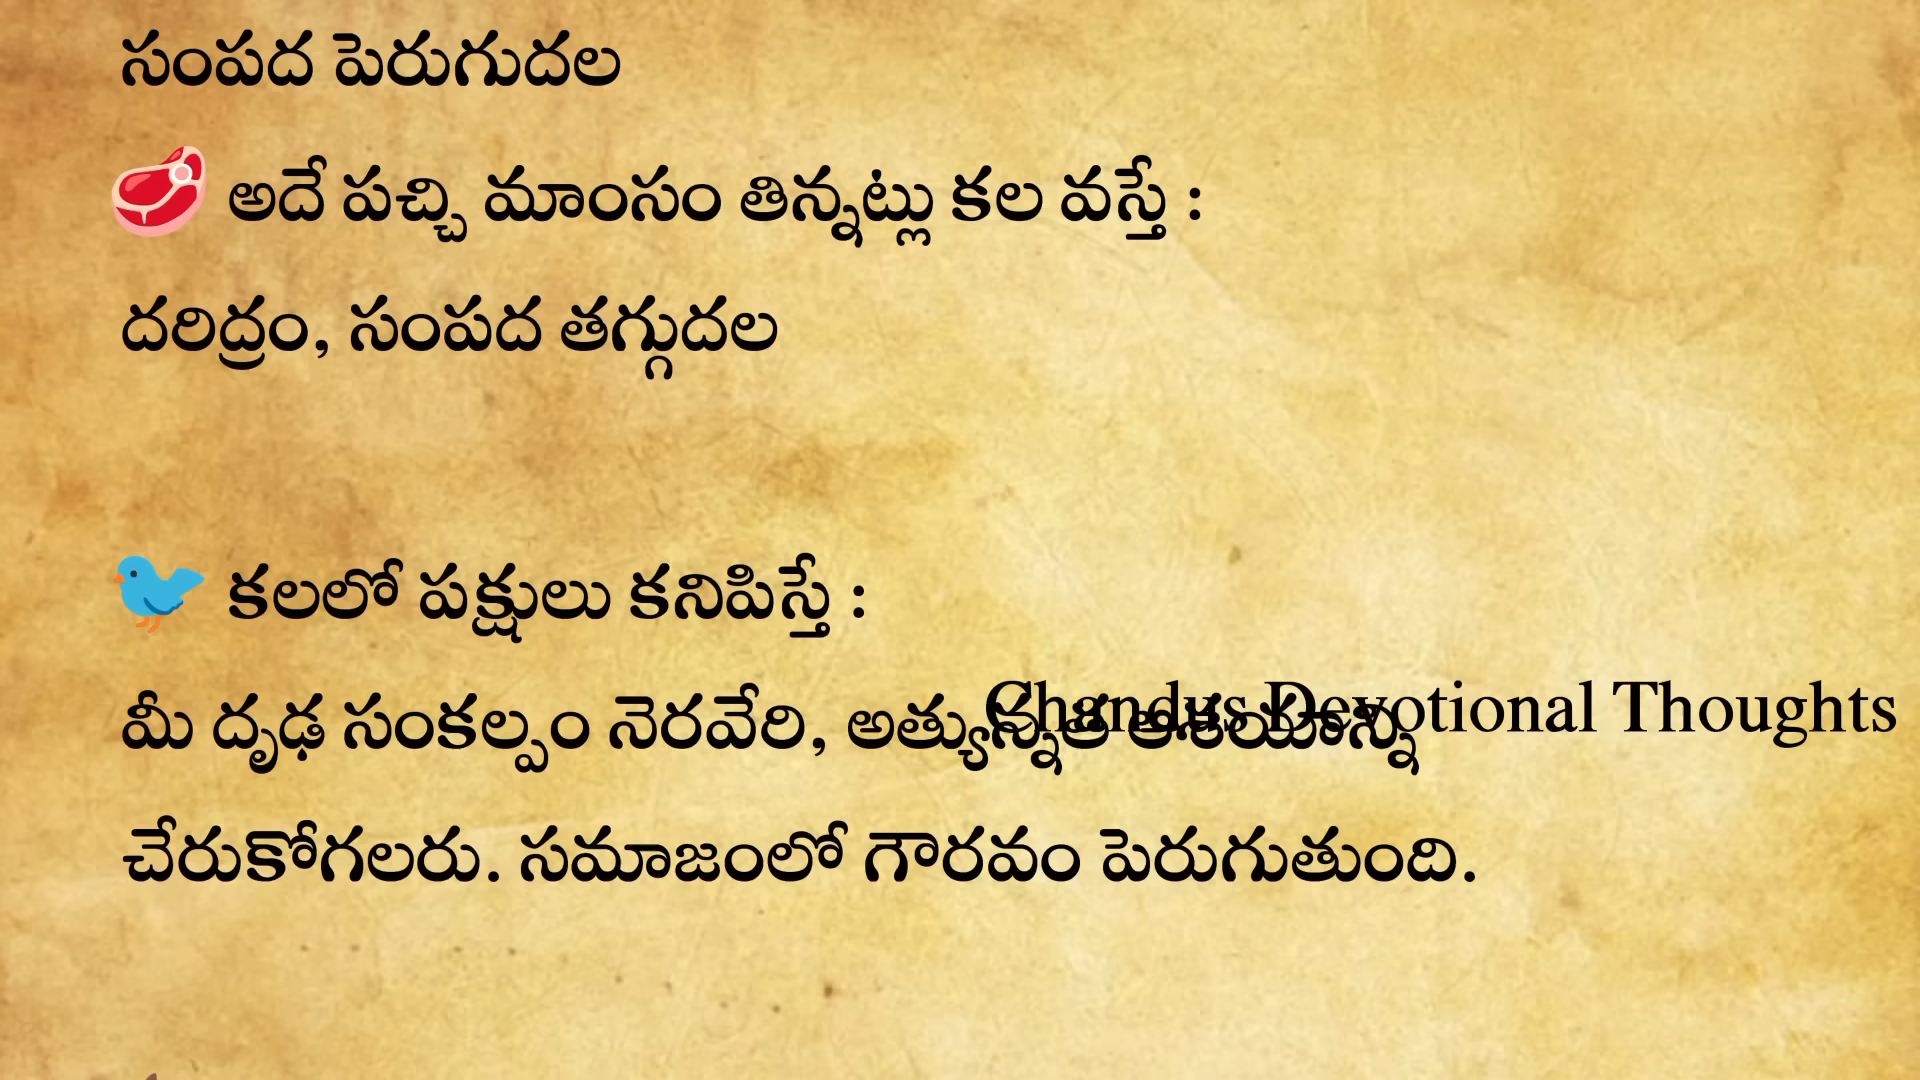 సంపద పెరుగుదల
🥩 అదే పచ్చి మాంసం తిన్నట్లు కల వస్తే :
దరిద్రం, సంపద తగ్గుదల
🐦 కలలో పక్షులు కనిపిస్తే :
మీ దృఢ సంకల్పం నెరవేరి, అత్యున్నత
Chandus Devotional Thoughts
చేరుకోగలరు. సమాజంలో గౌరవం పెరుగుతుంది.